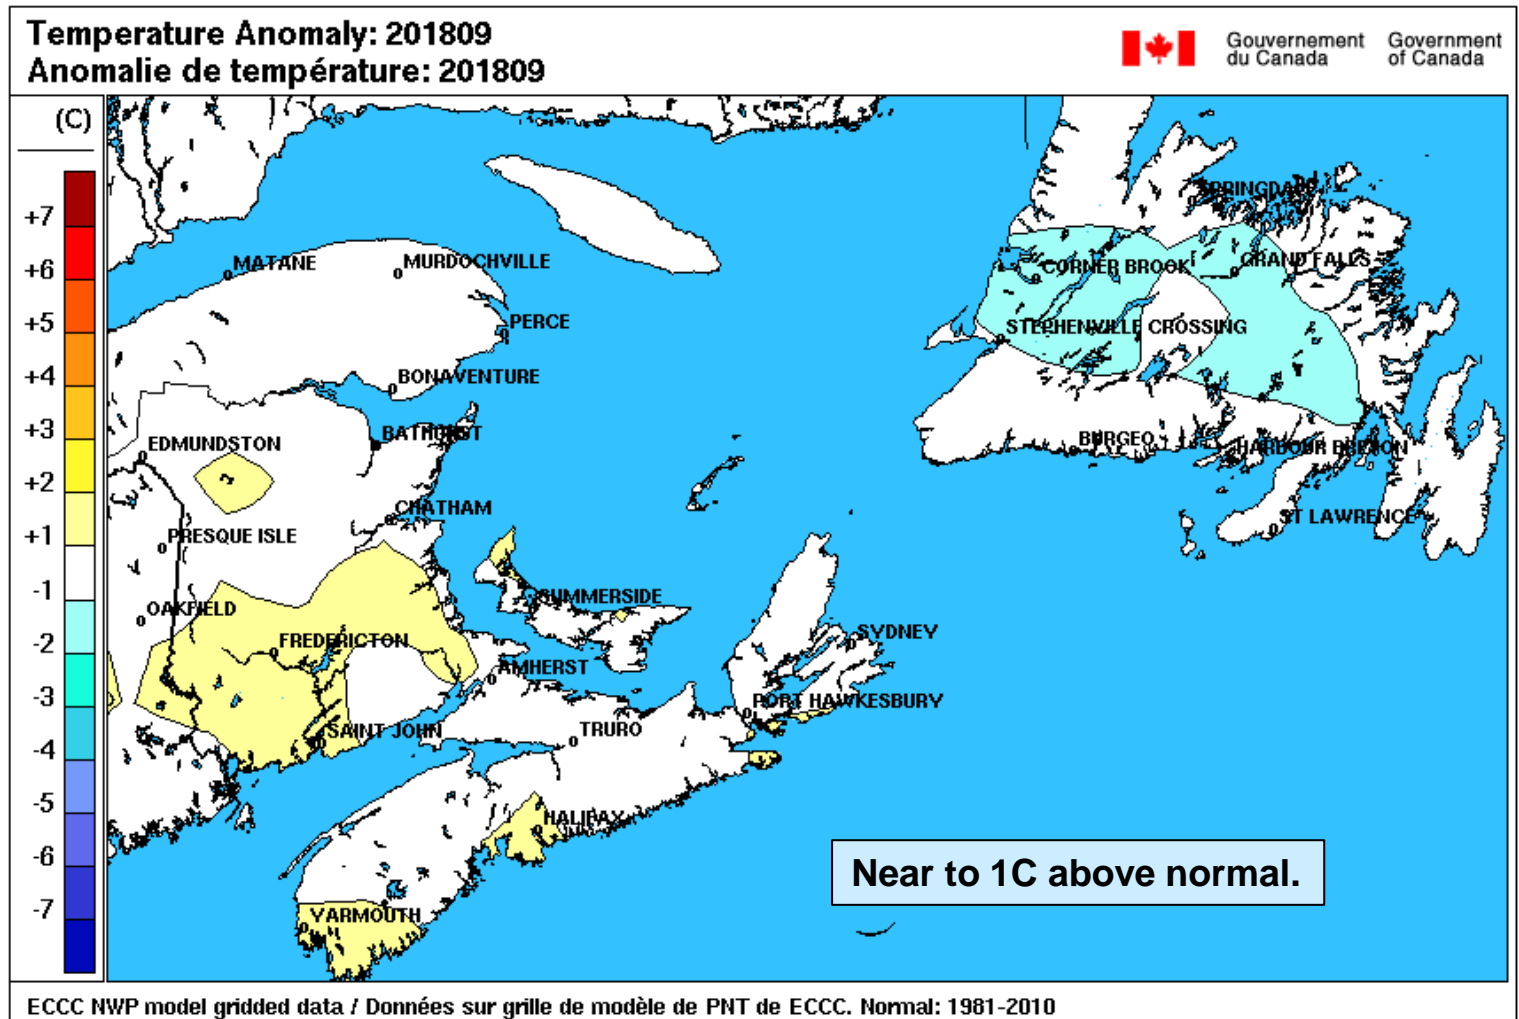 Temperature Anomaly: 201809
Anomalie de température: 201809
Gouvernement du Canada
Government of Canada
(C)
+7
+6
+5
+4
+3
+2
+1
-1
-2
-3
-4
-5
-6
-7
SPRINGDALE
MATANE
MURDOCHVILLE
CORNER BROOK
GRAND FALLS
PERCE
STEPHENVILLE CROSSING
BONAVENTURE
EDMUNDSTON
BATHURST
BURGEO
HARBOUR BRETON
CHATHAM
ST LAWRENCE
PRESQUE ISLE
OAKFIELD
SUMMERSIDE
FREDERICTON
SYDNEY
AMHERST
PORT HAWKESBURY
SAINT JOHN
TRURO
HALIFAX
YARMOUTH
Near to 1C above normal.
ECCC NWP model gridded data / Données sur grille de modèle de PNT de ECCC. Normal: 1981-2010